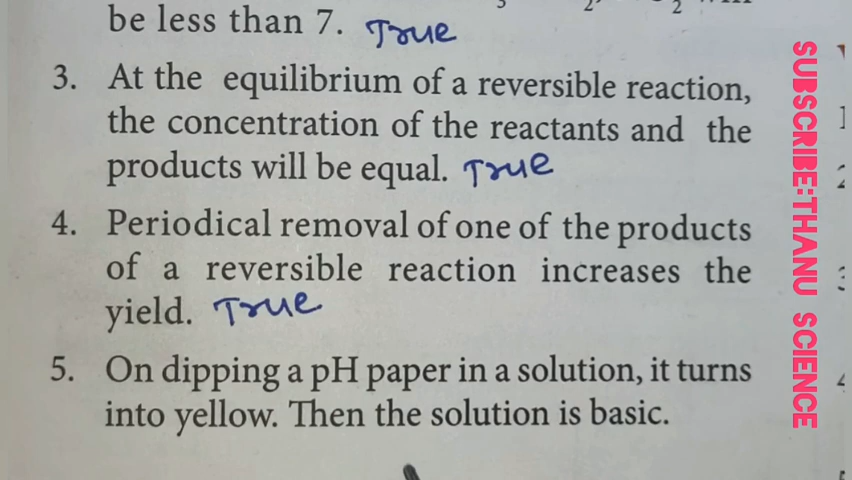 be less than 7. True
3. At the equilibrium of a reversible reaction,
the concentration of the reactants and the
products will be equal. True
4. Periodical removal of one of the products
of a reversible reaction increases the
yield. True
5. On dipping a pH paper in a solution, it turns
into yellow. Then the solution is basic.
SUBSCRIBE:THANU SCIENCE